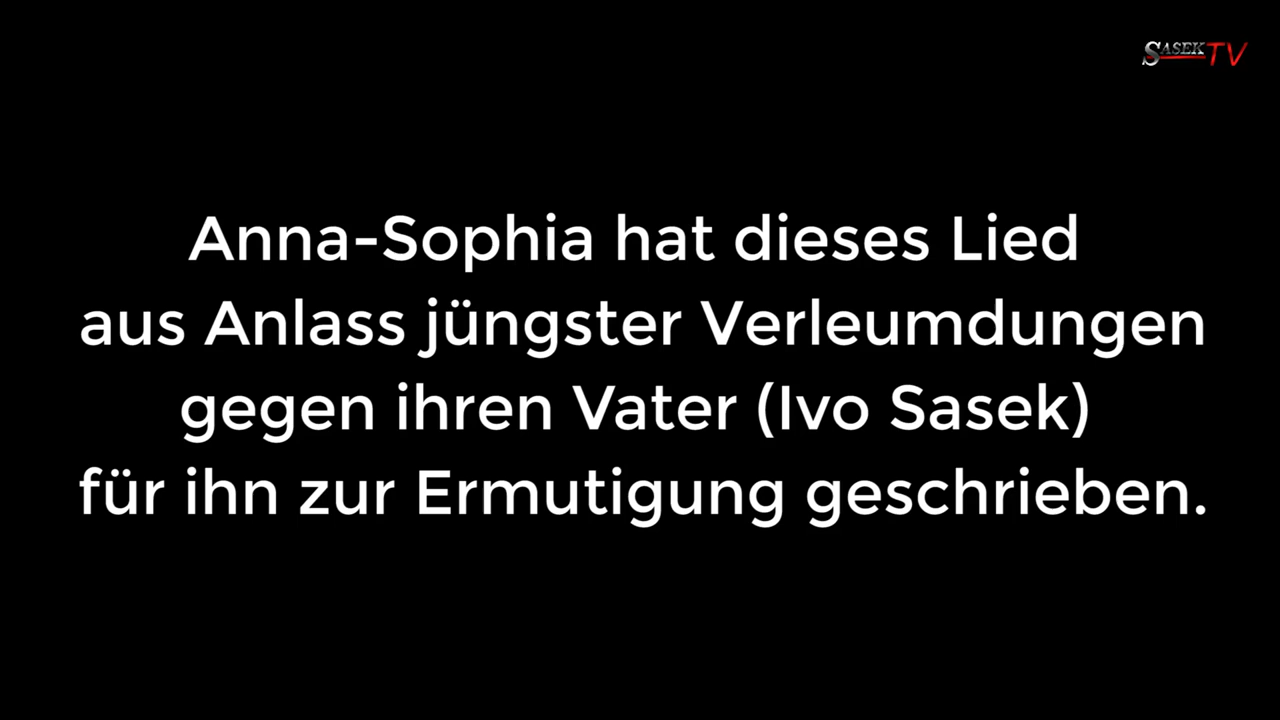 SASEK TV
Anna-Sophia hat dieses Lied
aus Anlass jüngster Verleumdungen
gegen ihren Vater (Ivo Sasek)
für ihn zur Ermutigung geschrieben.